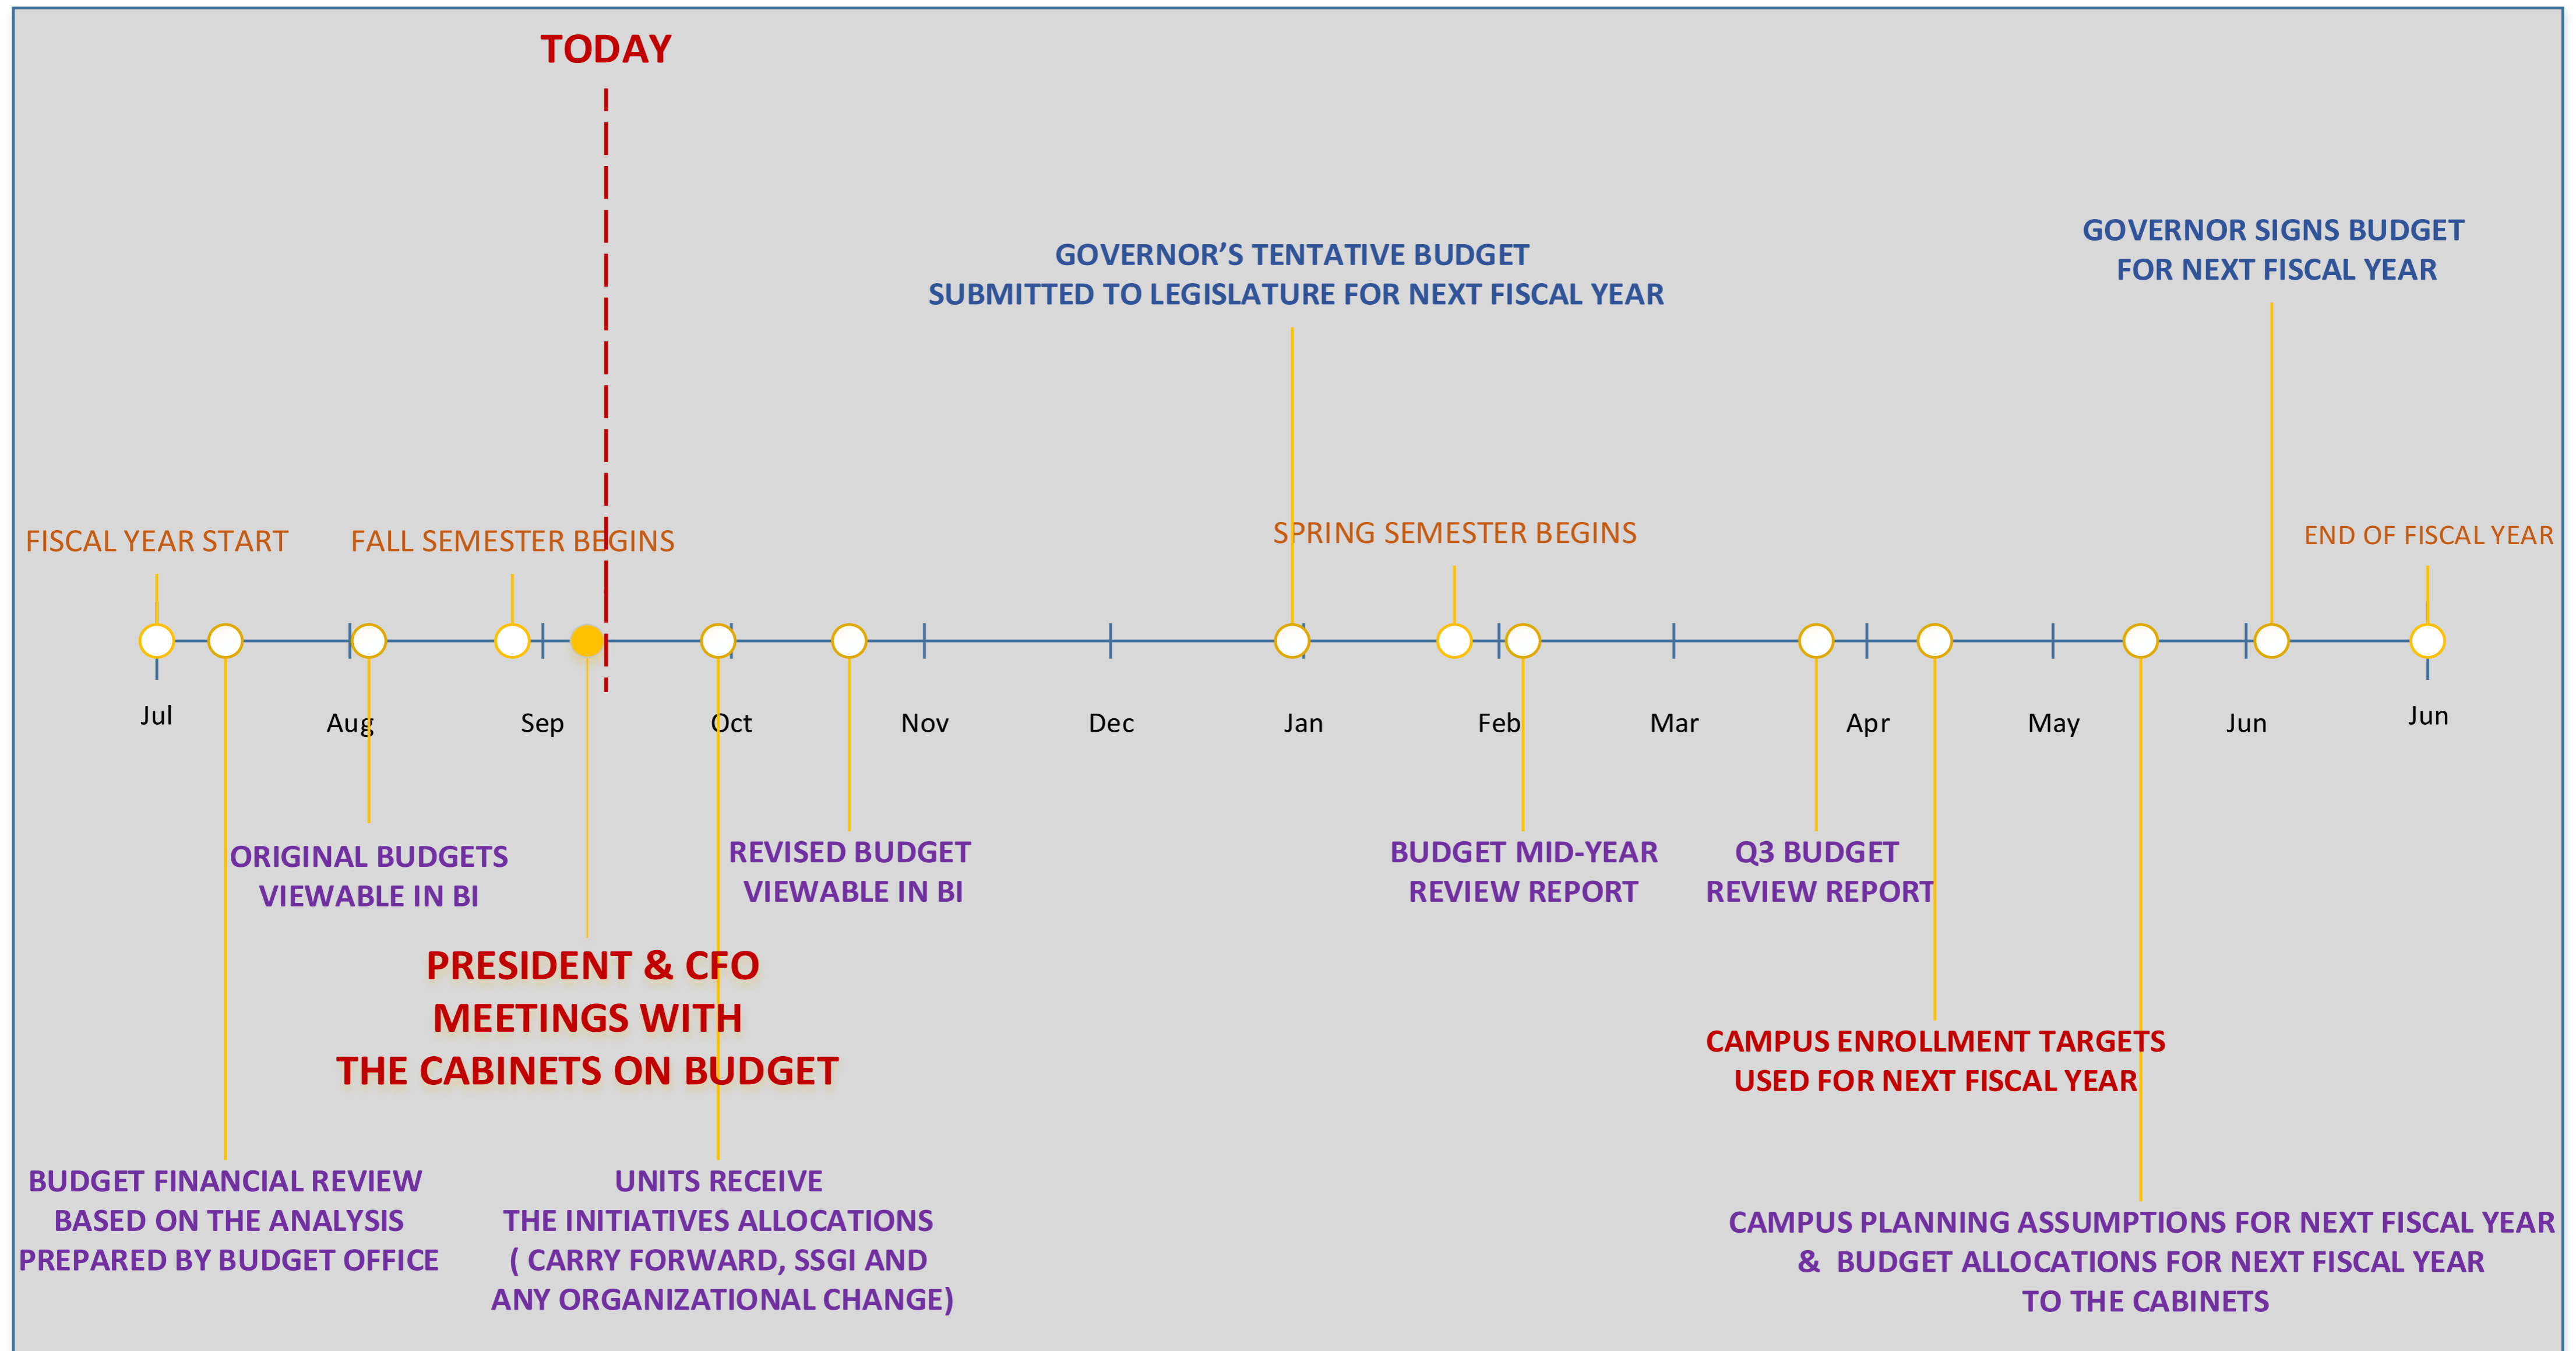 TODAY
GOVERNOR SIGNS BUDGET
FOR NEXT FISCAL YEAR
GOVERNOR’S TENTATIVE BUDGET
SUBMITTED TO LEGISLATURE FOR NEXT FISCAL YEAR
FISCAL YEAR START
FALL SEMESTER BEGINS
SPRING SEMESTER BEGINS
END OF FISCAL YEAR
Jul
Aug
Sep
Oct
Nov
Dec
Jan
Feb
Mar
Apr
May
Jun
Jun
ORIGINAL BUDGETS
VIEWABLE IN BI
REVISED BUDGET
VIEWABLE IN BI
BUDGET MID-YEAR
REVIEW REPORT
Q3 BUDGET
REVIEW REPORT
PRESIDENT & CFO
MEETINGS WITH
THE CABINETS ON BUDGET
CAMPUS ENROLLMENT TARGETS
USED FOR NEXT FISCAL YEAR
BUDGET FINANCIAL REVIEW
BASED ON THE ANALYSIS
PREPARED BY BUDGET OFFICE
UNITS RECEIVE
THE INITIATIVES ALLOCATIONS
( CARRY FORWARD, SSGI AND
ANY ORGANIZATIONAL CHANGE)
CAMPUS PLANNING ASSUMPTIONS FOR NEXT FISCAL YEAR
& BUDGET ALLOCATIONS FOR NEXT FISCAL YEAR
TO THE CABINETS